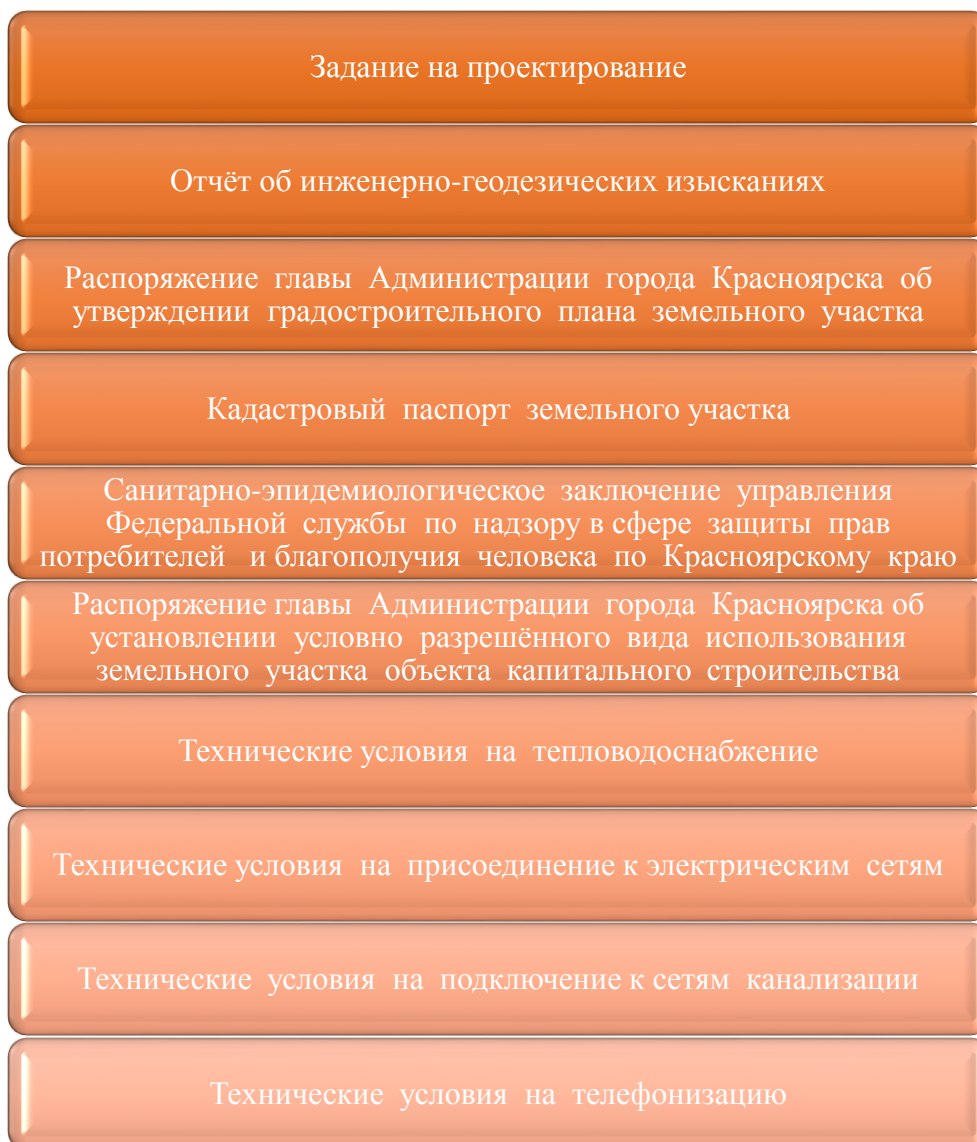 Задание на проектирование
Отчёт об инженерно-геодезических изысканиях
Распоряжение главы Администрации города Красноярска об
утверждении градостроительного плана земельного участка
Кадастровый паспорт земельного участка
Санитарно-эпидемиологическое заключение управления
Федеральной службы по надзору в сфере защиты прав
потребителей и благополучия человека по Красноярскому краю
Распоряжение главы Администрации города Красноярска об
установлении условно разрешённого вида использования
земельного участка объекта капитального строительства
Технические условия на тепловодоснабжение
Технические условия на присоединение к электрическим сетям
Технические условия на подключение к сетям канализации
Технические условия на телефонизацию